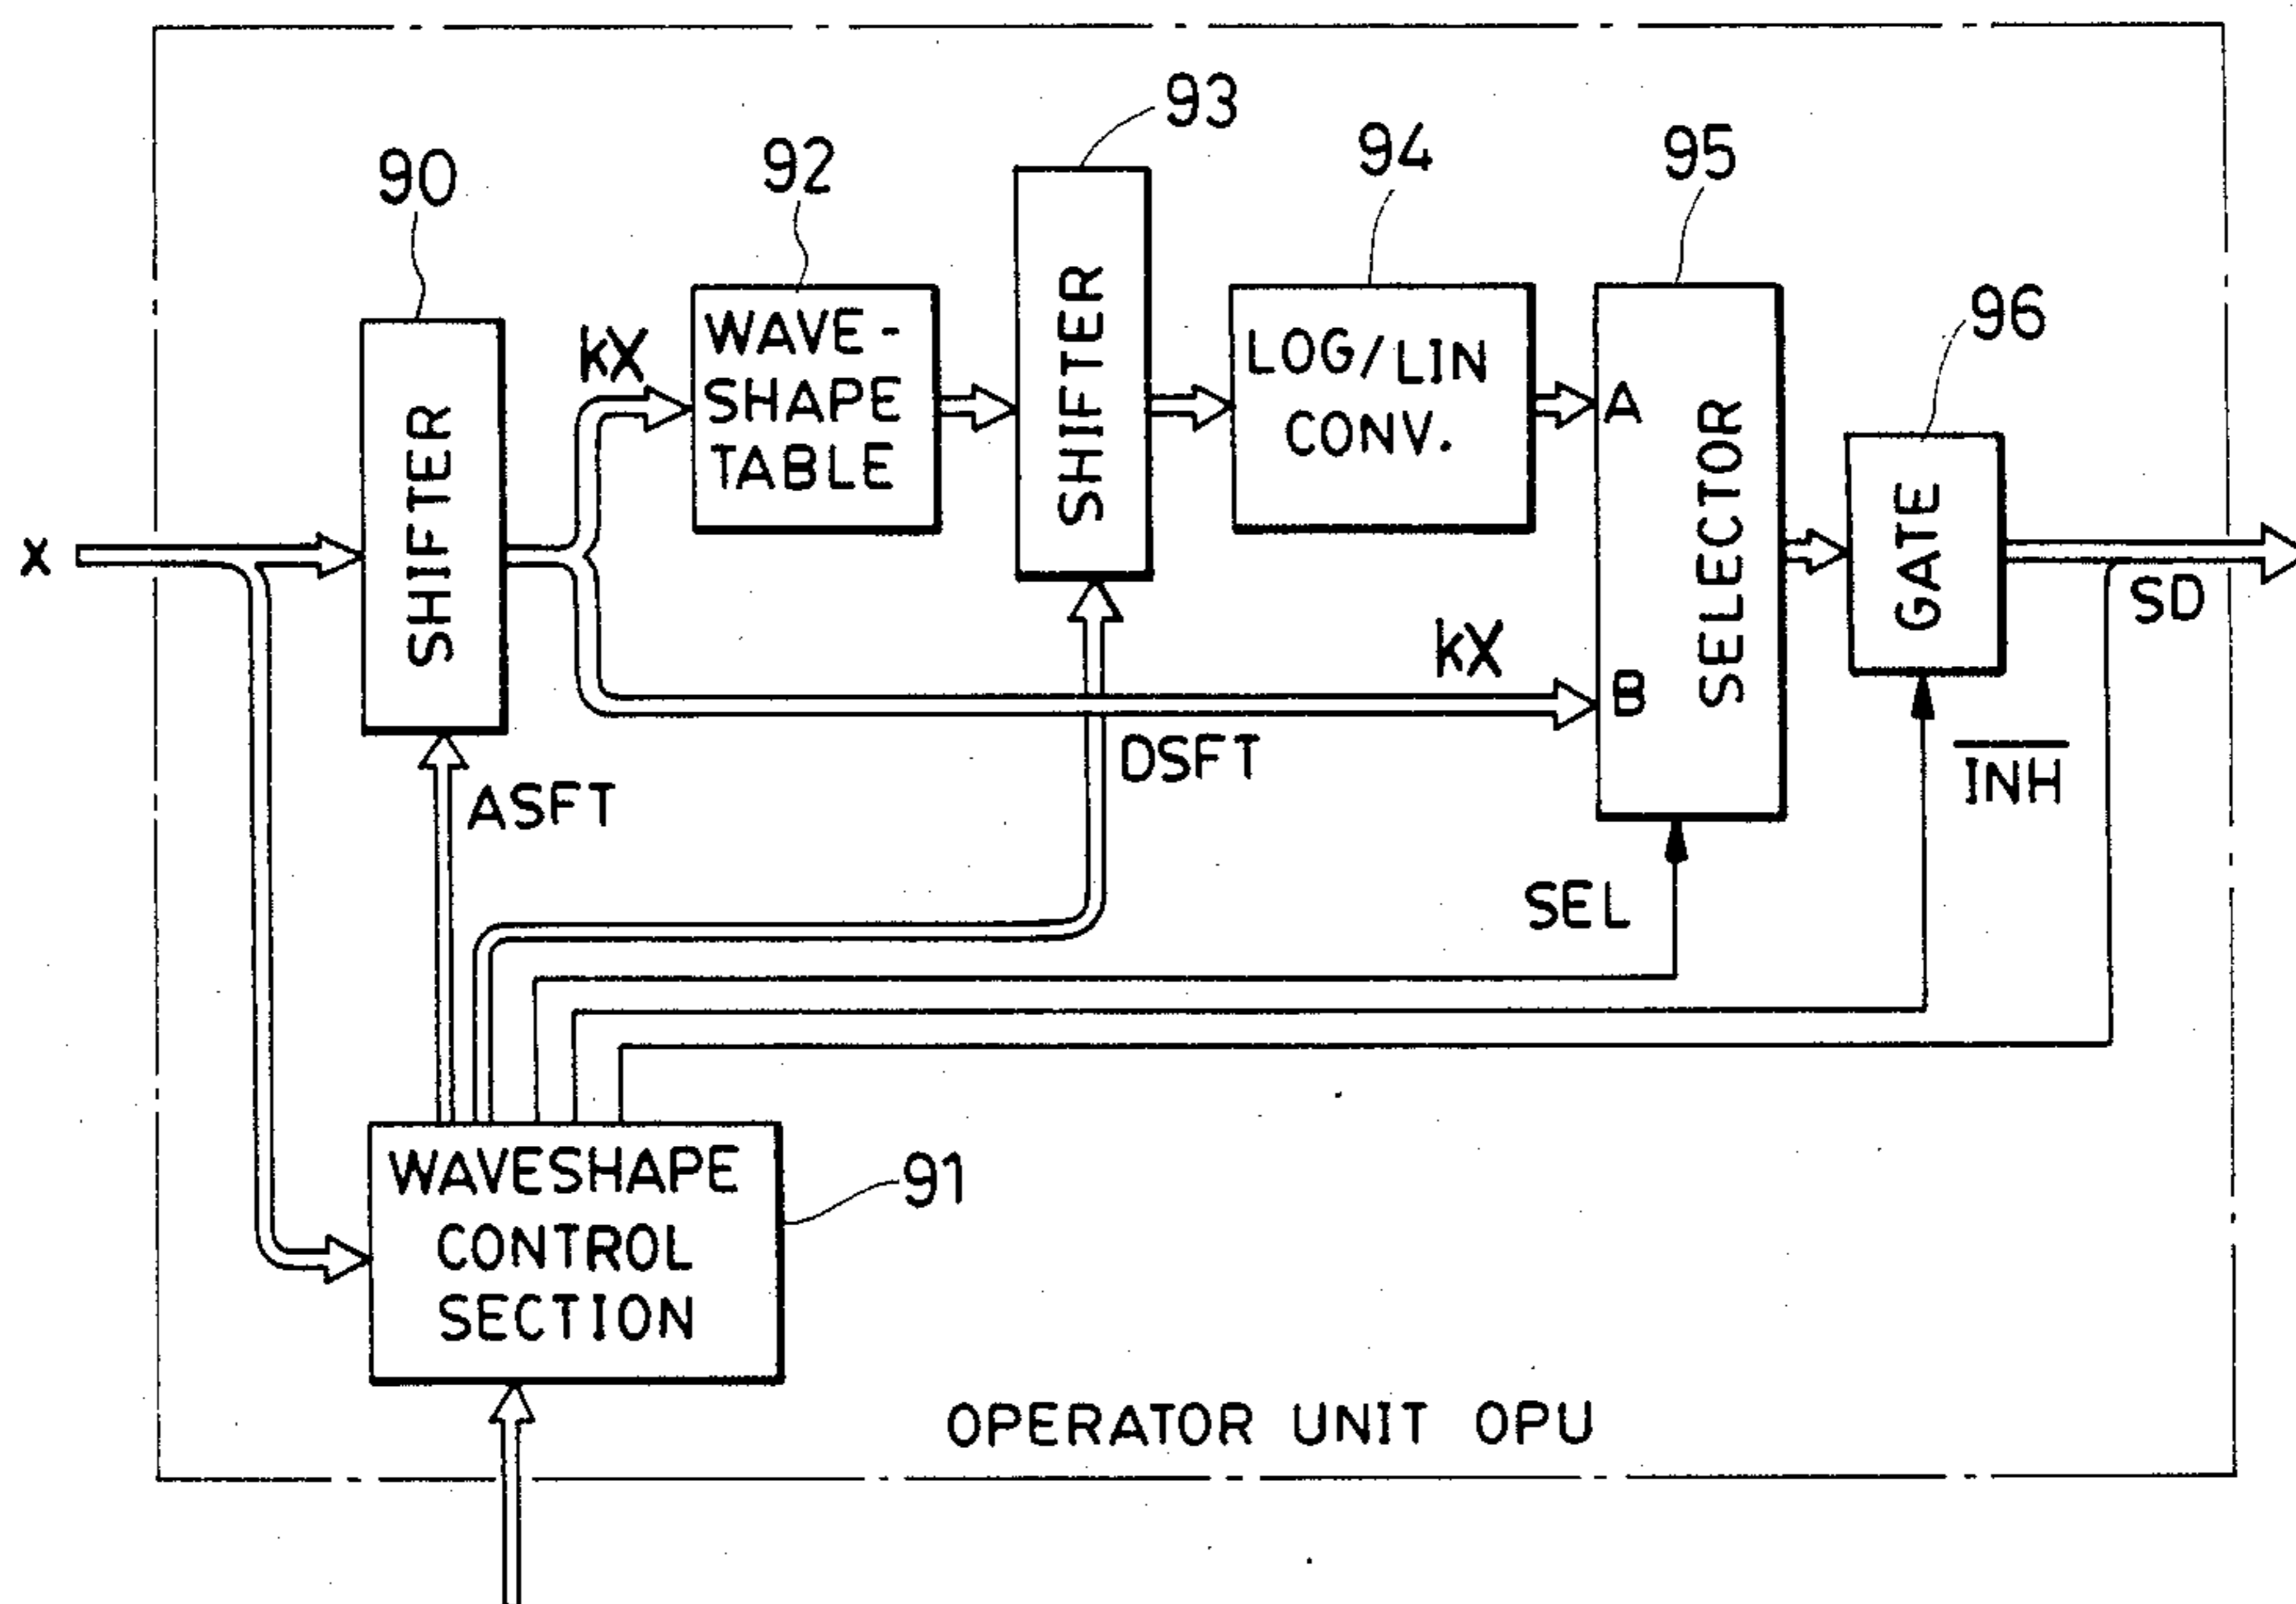 93
94
95
92
90
96
WAVE-
SHAPE
TABLE
SHIFTER
LOG/LIN
CONV.
kX
A
SELECTOR
GATE
SHIFTER
X
SD
kX
B
DSFT
INH
ASFT
SEL
WAVESHAPE
CONTROL
SECTION
91
OPERATOR UNIT OPU